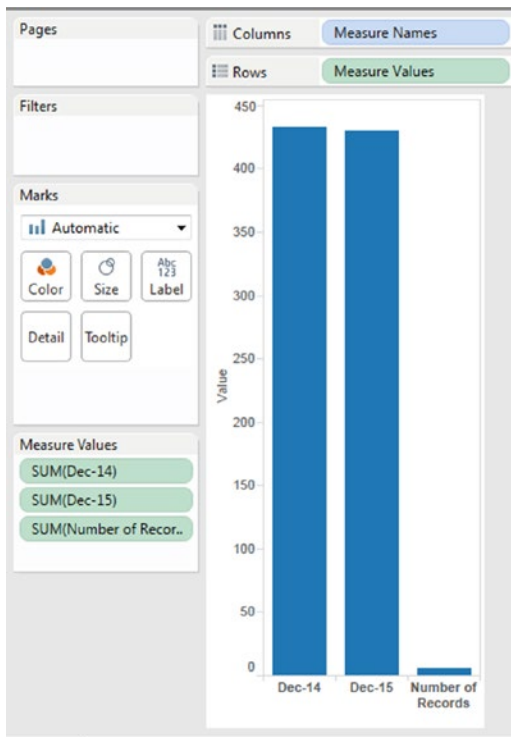 Pages
Columns
Measure Names
Rows
Measure Values
Filters
Marks
Automatic
Color
Size
Abc
123
Label
Detail
Tooltip
Measure Values
SUM(Dec-14)
SUM(Dec-15)
SUM(Number of Recor..
450
400
350
300
250
200
150
100
50
0
Value
Dec-14
Dec-15
Number of
Records